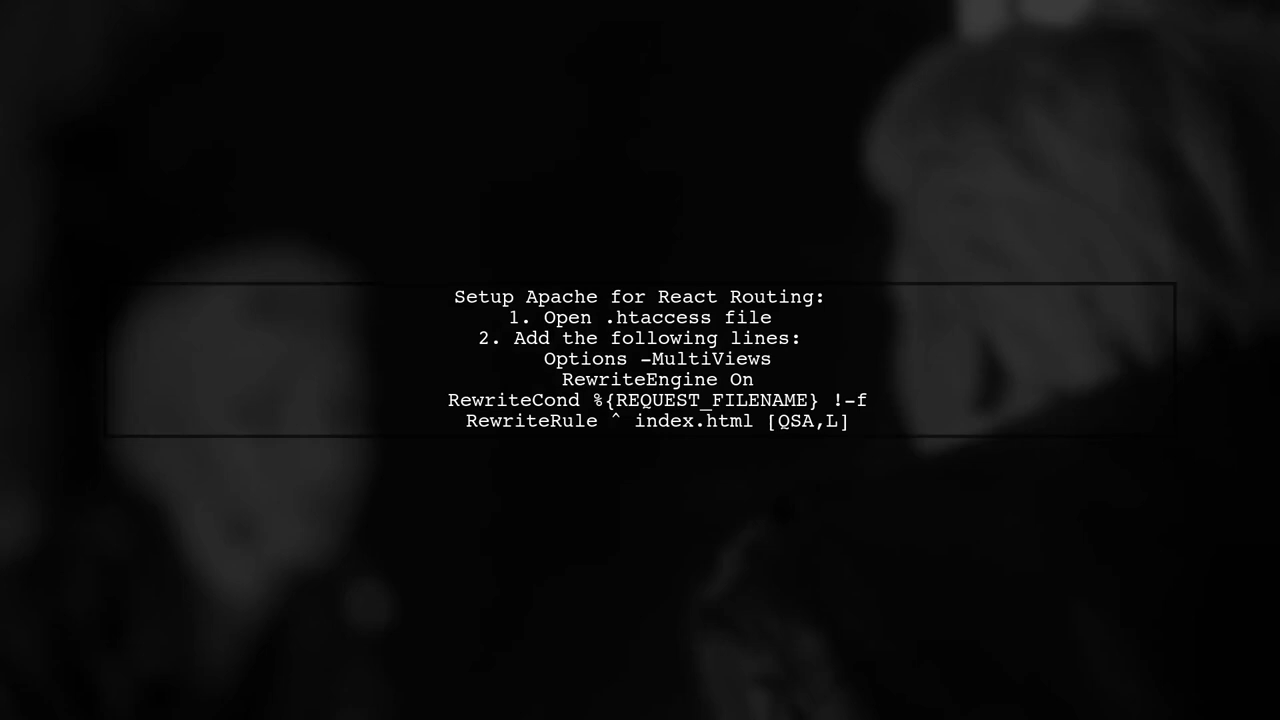 Setup Apache for React Routing:
1. Open .htaccess file
2. Add the following lines:
Options -MultiViews
RewriteEngine On
RewriteCond %{REQUEST_FILENAME} !-f
RewriteRule ^ index.html [QSA,L]